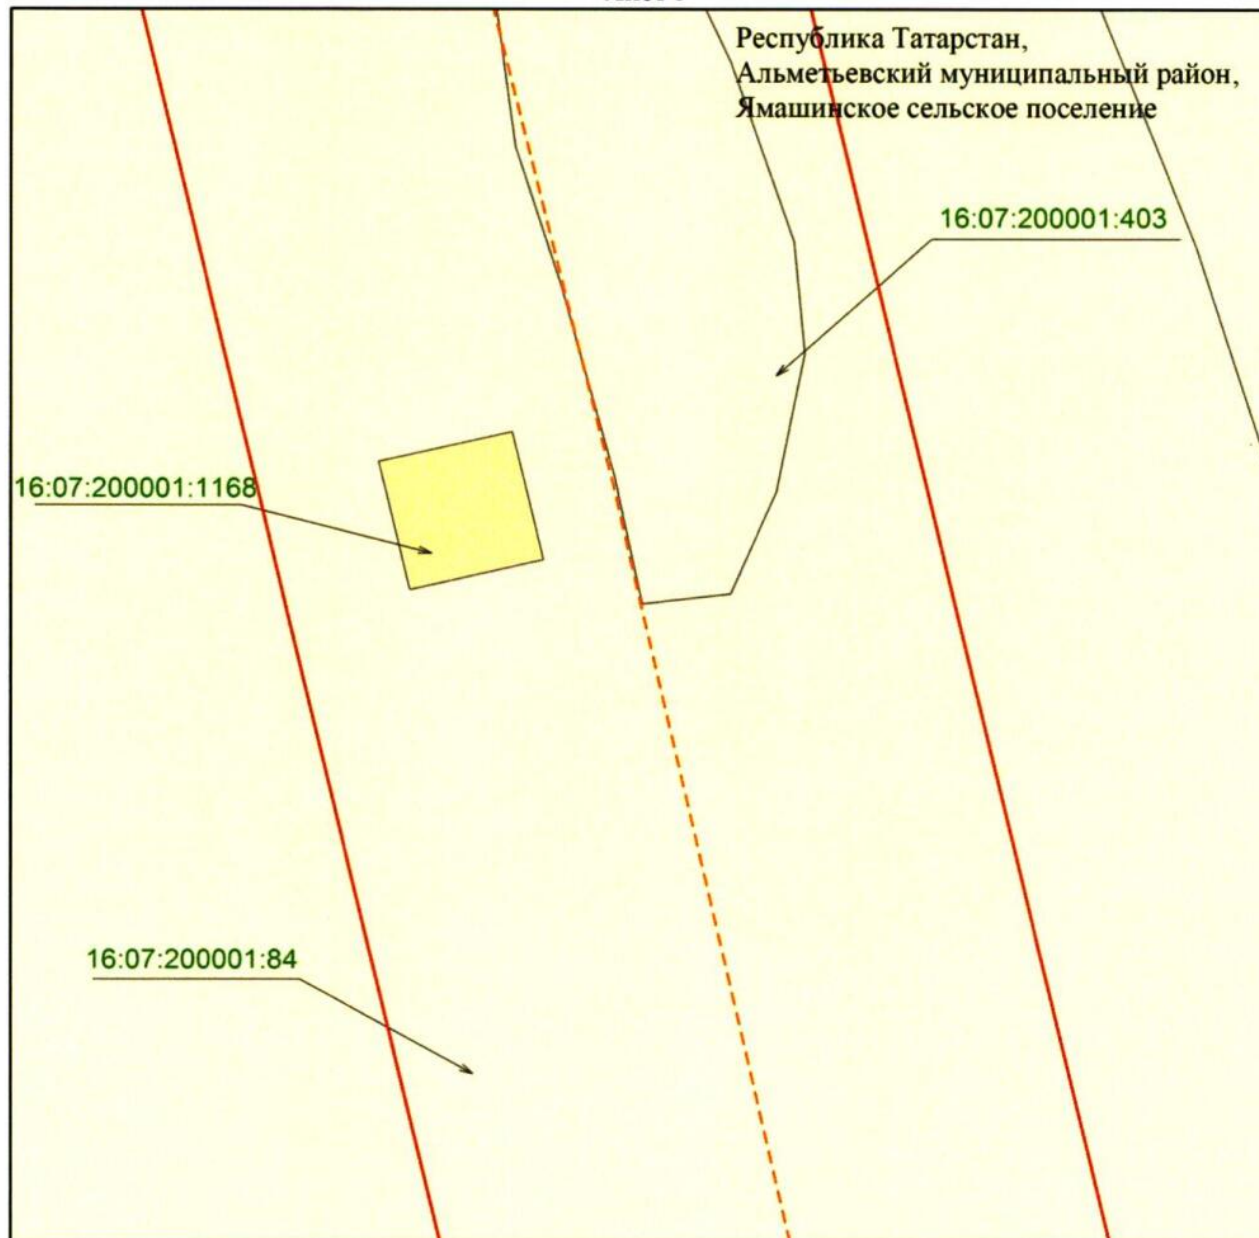 Республика Татарстан,
Альметьевский муниципальный район,
Ямашинское сельское поселение
16:07:200001:403
16:07:200001:1168
16:07:200001:84